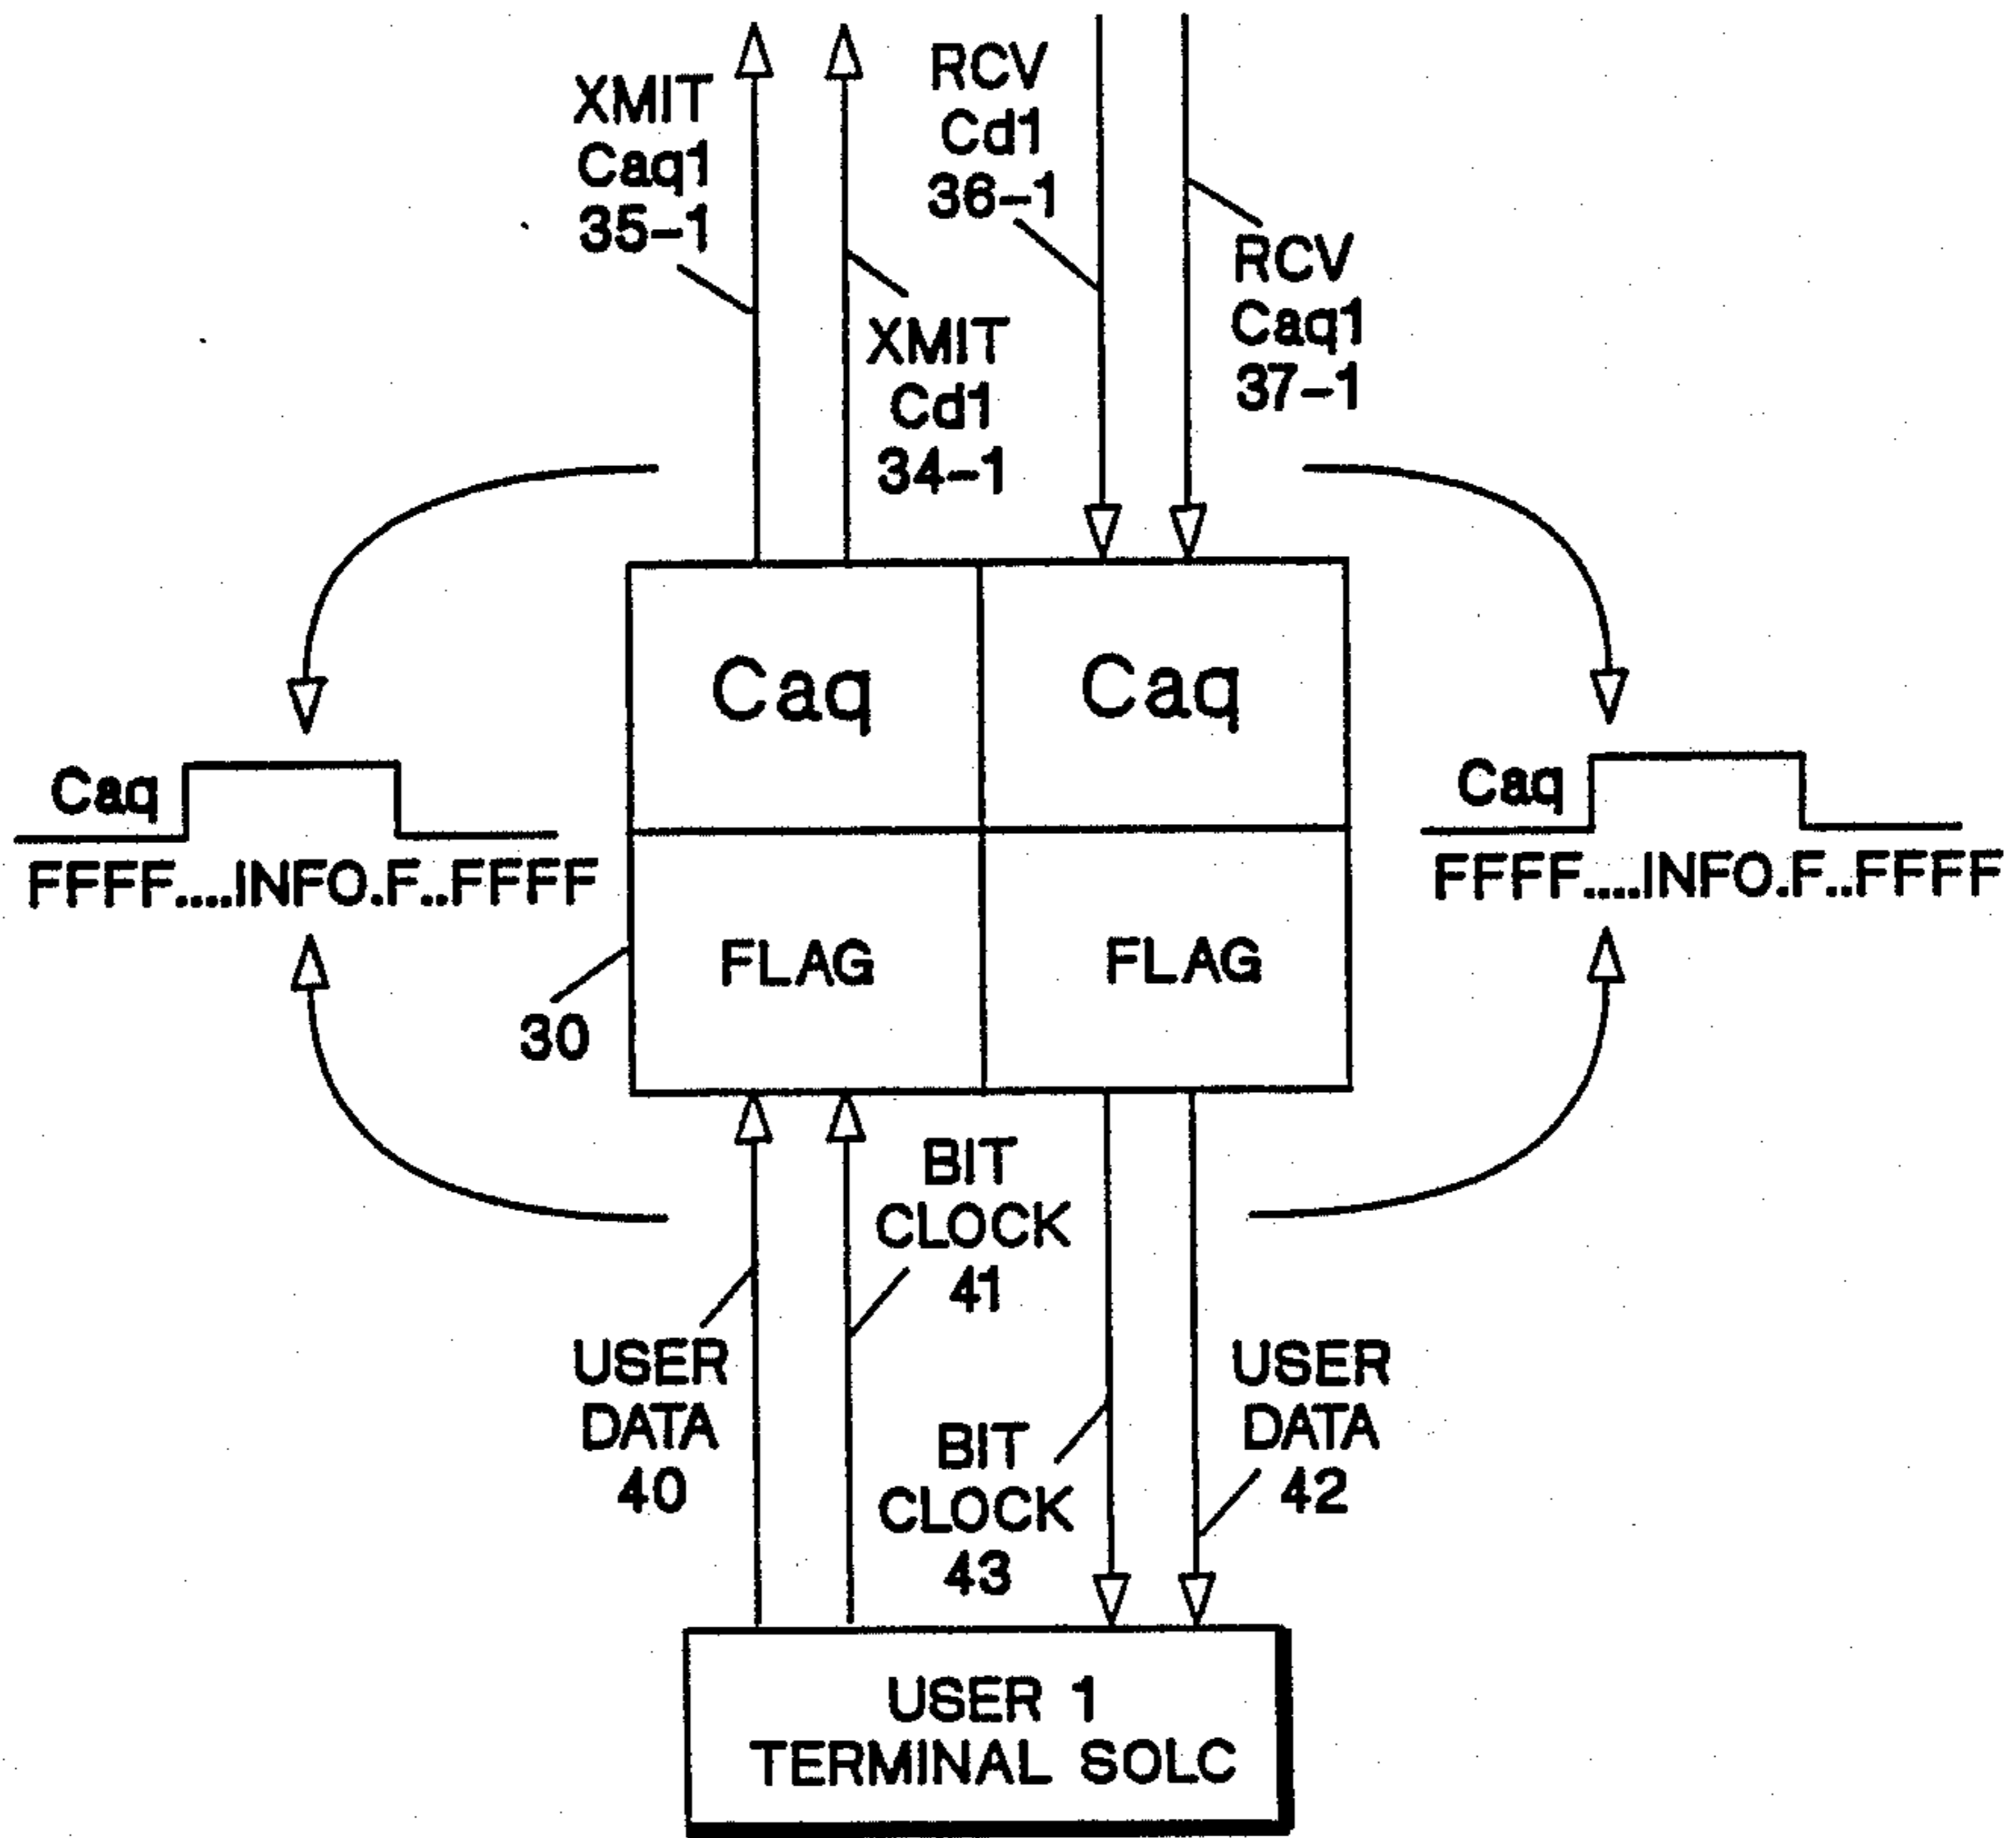 XMIT
Caq1
35-1
RCV
Cd1
36-1
RCV
Caq1
37-1
XMIT
Cd1
34-1
Caq
Caq
Caq
FFFF....INFO.F..FFFF
Caq
FFFF....INFO.F..FFFF
FLAG
FLAG
30
BIT
CLOCK
41
USER
DATA
40
BIT
CLOCK
43
USER
DATA
42
USER 1
TERMINAL SOLC